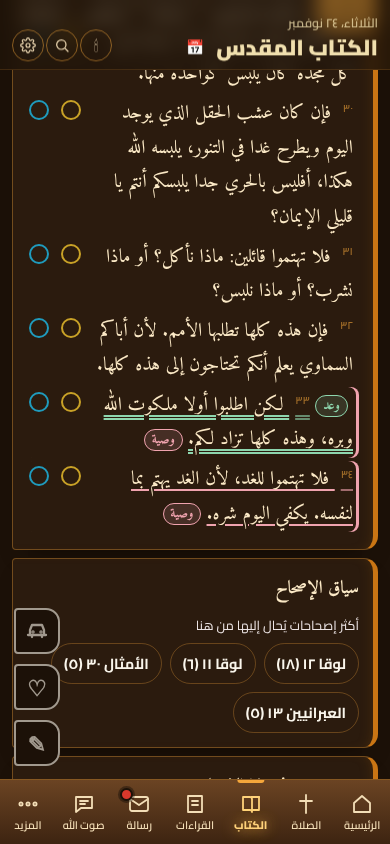 الثلاثاء، ٢٤ نوفمبر
الكتاب المقدس 📅
كل مجده كان يلبس كواحدة منها.
٣٠ فإن كان عشب الحقل الذي يوجد
اليوم ويطرح غدا في التنور، يلبسه الله
هكذا، أفليس بالحري جدا يلبسكم أنتم يا
قليلي الإيمان؟
٣١ فلا تهتموا قائلين: ماذا نأكل؟ أو ماذا
نشرب؟ أو ماذا نلبس؟
٣٢ فإن هذه كلها تطلبها الأمم. لأن أباكم
السماوي يعلم أنكم تحتاجون إلى هذه كلها.
وعد ٣٣ لكن اطلبوا أولا ملكوت الله
وبره، وهذه كلها تزاد لكم. وصية
٣٤ فلا تهتموا للغد، لأن الغد يهتم بما
لنفسه. يكفي اليوم شره. وصية
سياق الإصحاح
أكثر إصحاحات يُحال إليها من هنا
لوقا ١٢ (١٨) لوقا ١١ (٦) الأمثال ٣٠ (٥)
العبرانيين ١٣ (٥)
الرئيسية الصلاة الكتاب القراءات رسالة صوت الله المزيد